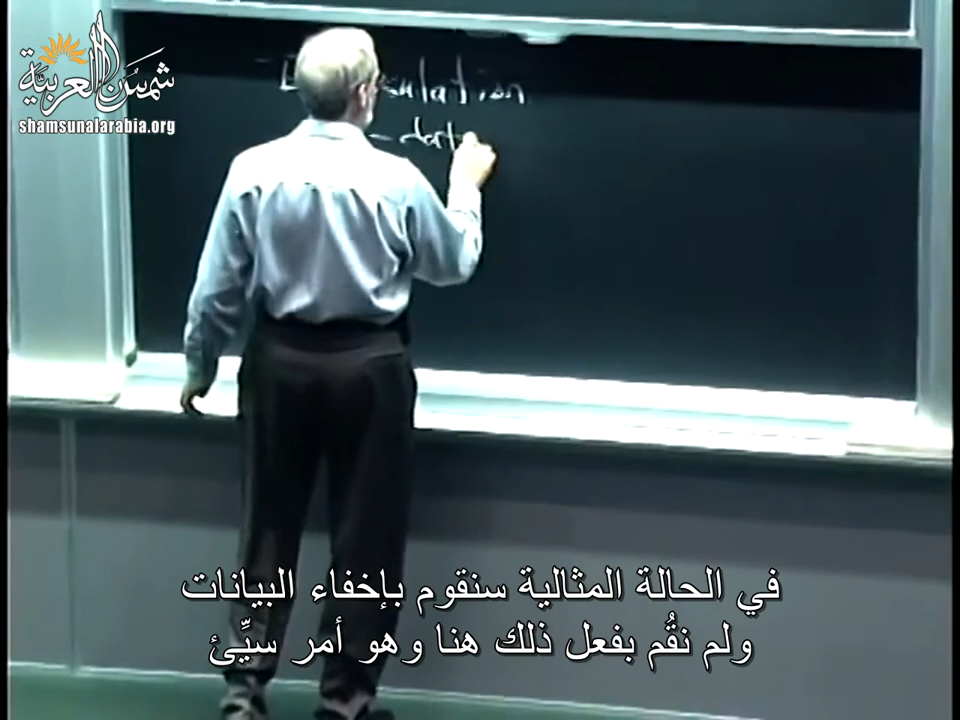 شمس العربية
shamsunalarabia.org
في الحالة المثالية سنقوم بإخفاء البيانات
ولم نقُم بفعل ذلك هنا وهو أمر سيِّئ